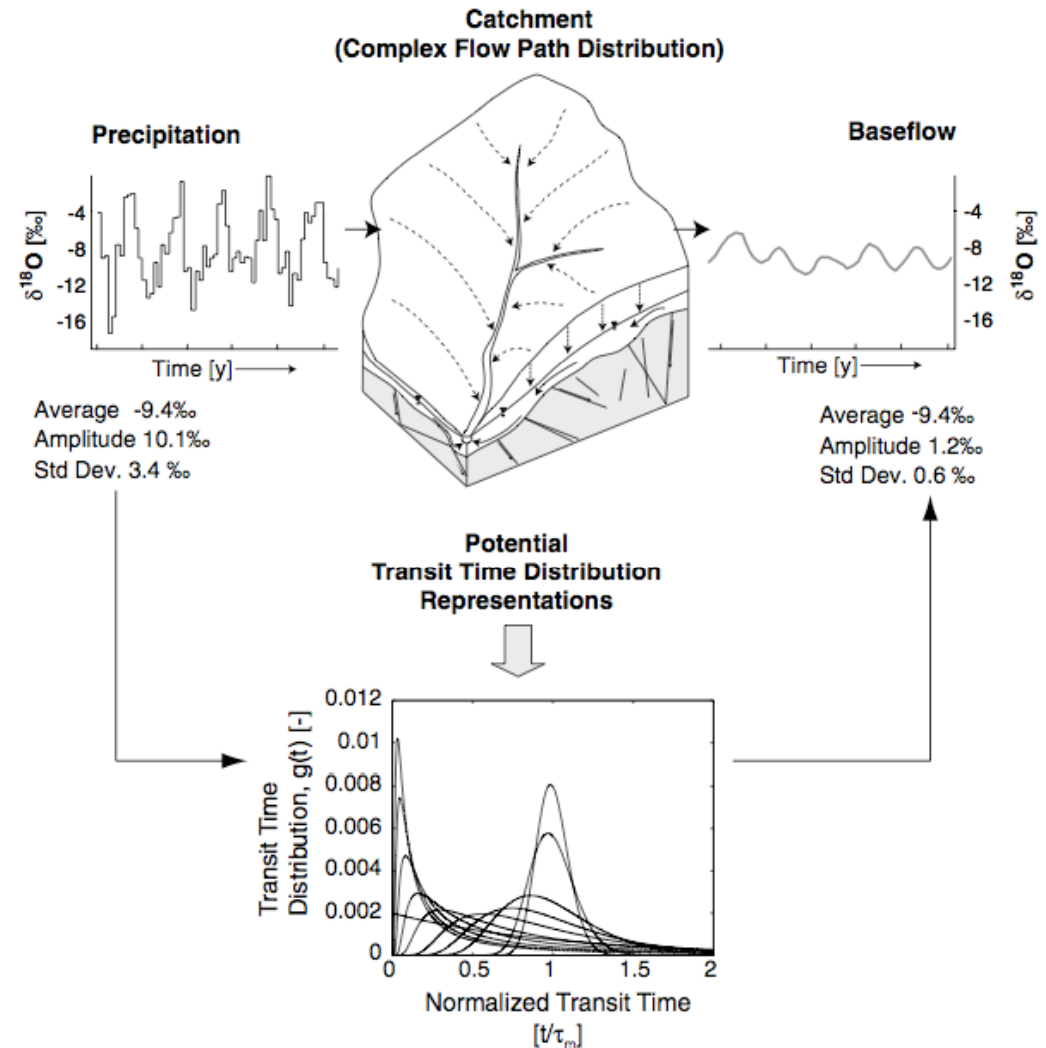 Catchment
(Complex Flow Path Distribution)
Precipitation
δ¹⁸O [‰]
-4
-8
-12
-16
Time [y]
Average -9.4‰
Amplitude 10.1‰
Std Dev. 3.4 ‰
Baseflow
-4
-8
-12
-16
δ¹⁸O [‰]
Time [y]
Average -9.4‰
Amplitude 1.2‰
Std Dev. 0.6 ‰
Potential
Transit Time Distribution
Representations
Transit Time
Distribution, g(t) [-]
0.012
0.01
0.008
0.006
0.004
0.002
0
0 0.5 1 1.5 2
Normalized Transit Time
[t/τₘ]